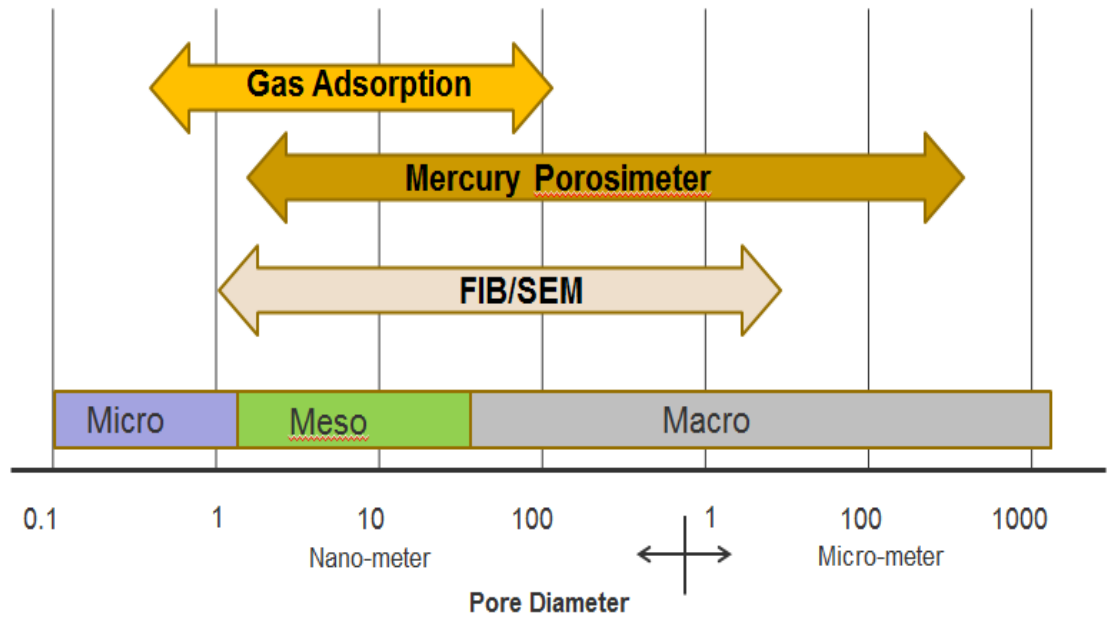 Gas Adsorption
Mercury Porosimeter
FIB/SEM
Micro Meso Macro
0.1 1 10 100 1 100 1000
Nano-meter Micro-meter
Pore Diameter